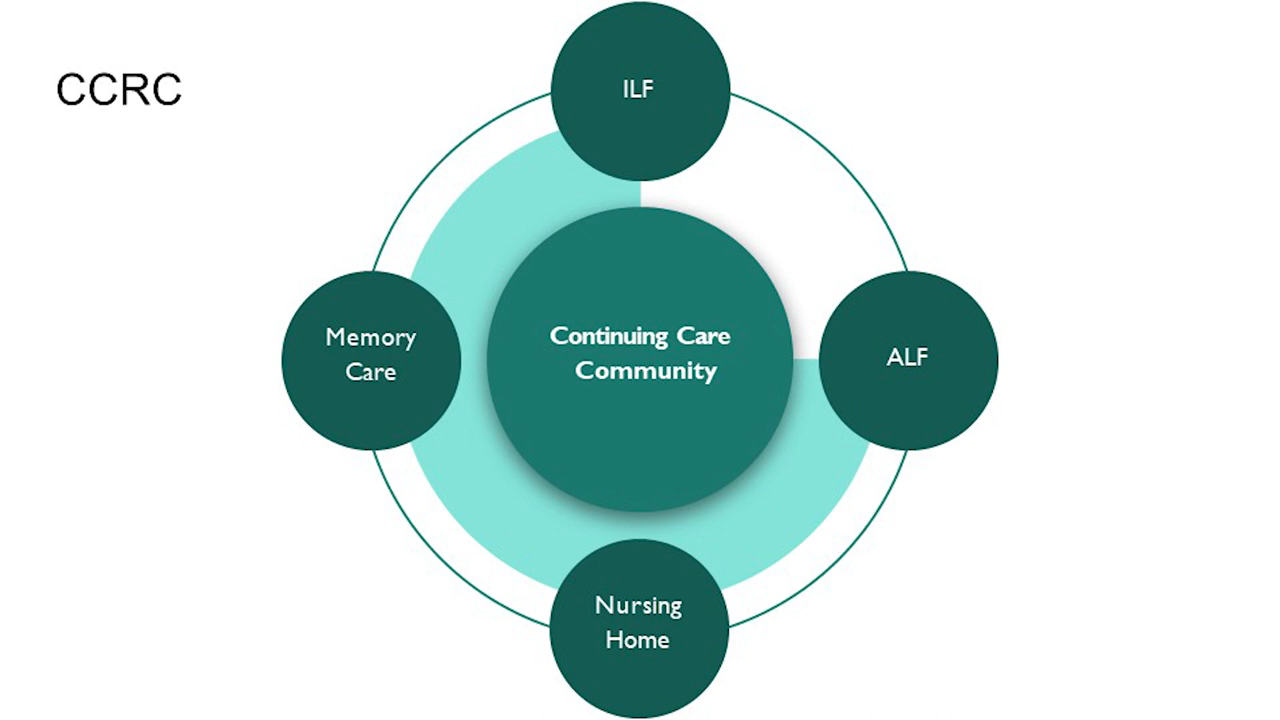 CCRC
ILF
Memory
Care
Continuing Care
Community
ALF
Nursing
Home